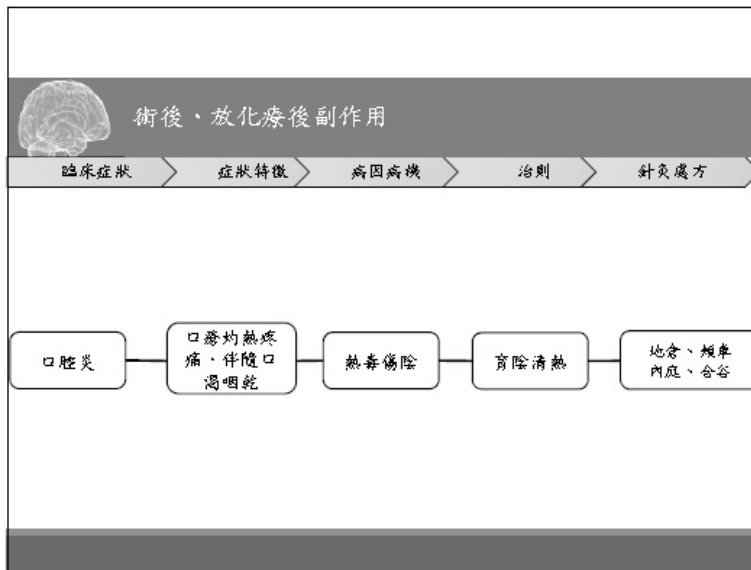 術後、放化療後副作用
臨床症狀
症狀特徵
病因病機
治則
針灸處方
口腔炎
口瘡灼熱疼
痛、伴隨口
渴咽乾
熱毒傷陰
育陰清熱
地倉、頰車
內庭、合谷